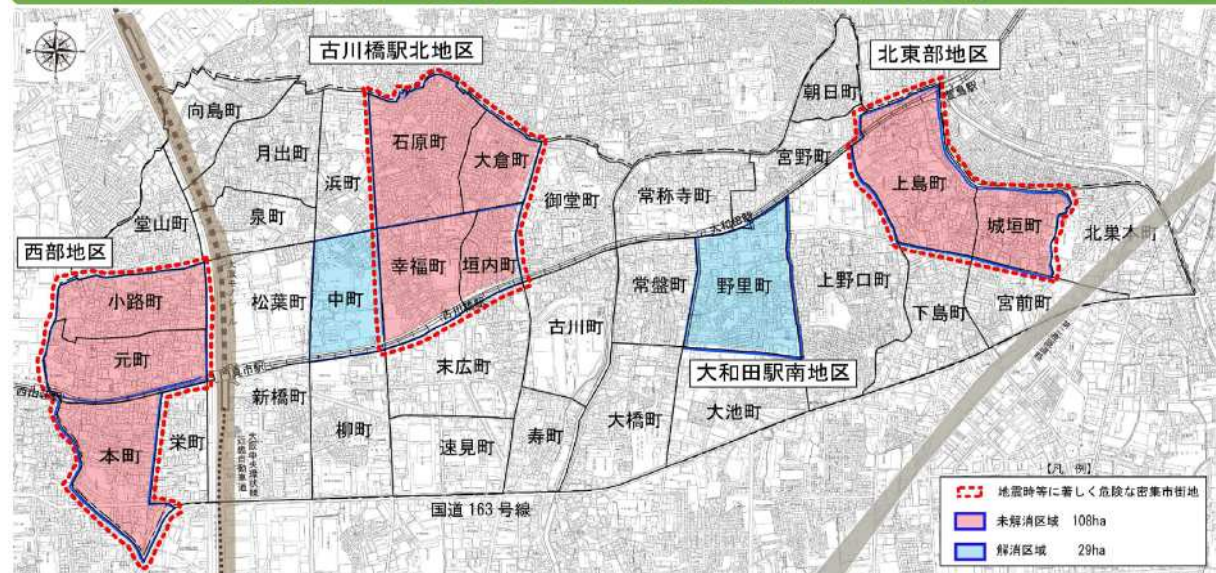 古川橋駅北地区
北東部地区
朝日町
向島町
石原町
大倉町
月出町
浜町
宮野町
上島町
常称寺町
御堂町
泉町
堂山町
城垣町
北巣本町
西部地区
幸福町
垣内町
大和田駅
小路町
松葉町
中町
常盤町
野里町
上野口町
宮前町
下島町
古川橋駅
古川町
元町
末広町
大和田駅南地区
新橋町
柳町
大橋町
大池町
栄町
速見町
寿町
本町
国道163号線
【凡 例】
地震時等に著しく危険な密集市街地
未解消区域 108ha
解消区域 29ha